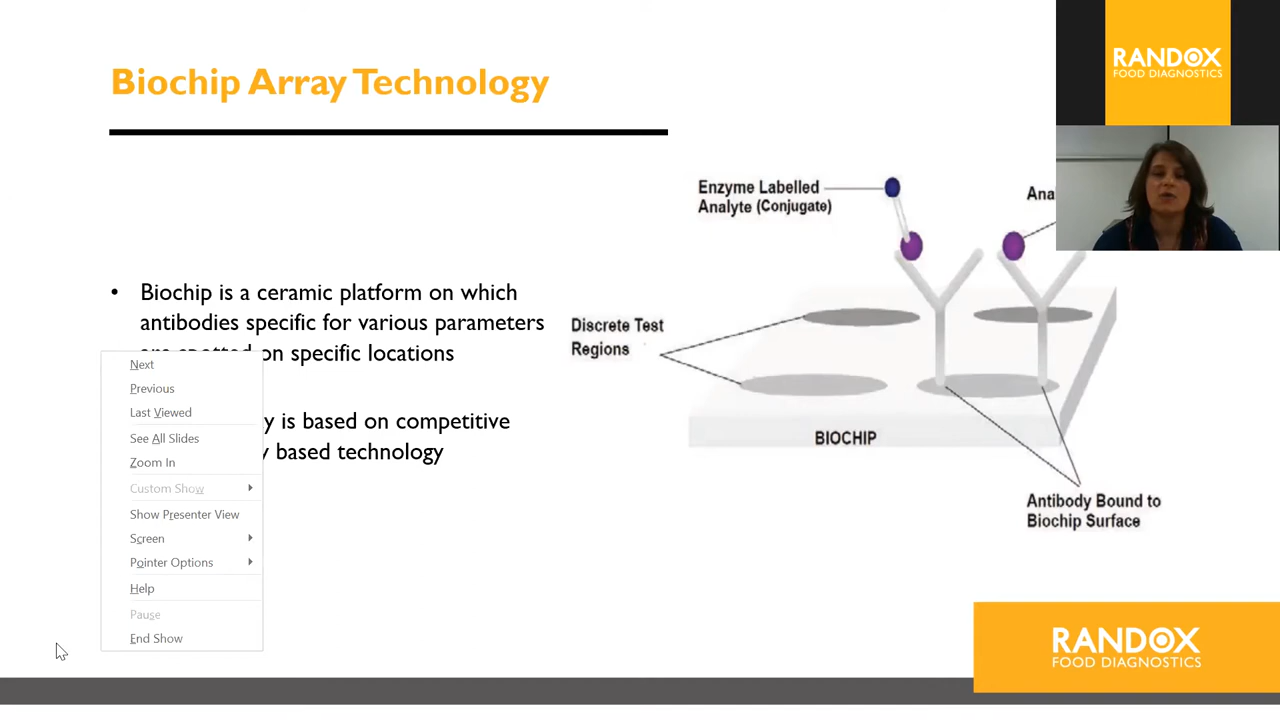 Biochip Array Technology
RANDOX
FOOD DIAGNOSTICS
Enzyme Labelled
Analyte (Conjugate)
Ana
• Biochip is a ceramic platform on which
antibodies specific for various parameters
on specific locations
is based on competitive
based technology
Discrete Test
Regions
BIOCHIP
Antibody Bound to
Biochip Surface
Next
Previous
Last Viewed
See All Slides
Zoom In
Custom Show
Show Presenter View
Screen
Pointer Options
Help
Pause
End Show
RANDOX
FOOD DIAGNOSTICS